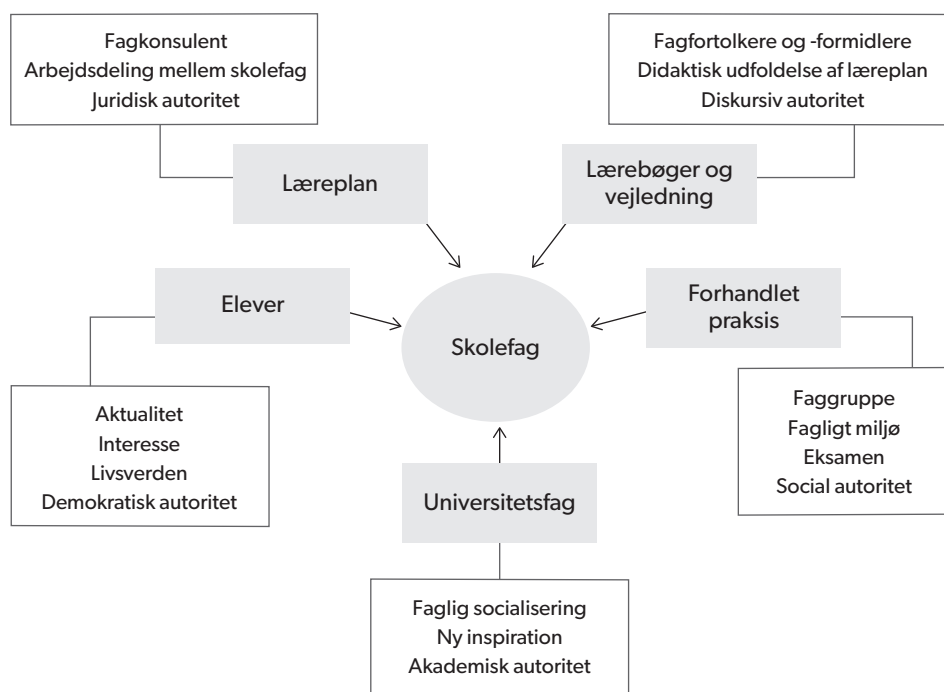 Fagkonsulent
Arbejdsdeling mellem skolefag
Juridisk autoritet
Fagfortolkere og -formidlere
Didaktisk udfoldelse af læreplan
Diskursiv autoritet
Læreplan
Lærebøger og
vejledning
Elever
Forhandlet
praksis
Skolefag
Aktualitet
Interesse
Livsverden
Demokratisk autoritet
Faggruppe
Fagligt miljø
Eksamen
Social autoritet
Universitetsfag
Faglig socialisering
Ny inspiration
Akademisk autoritet